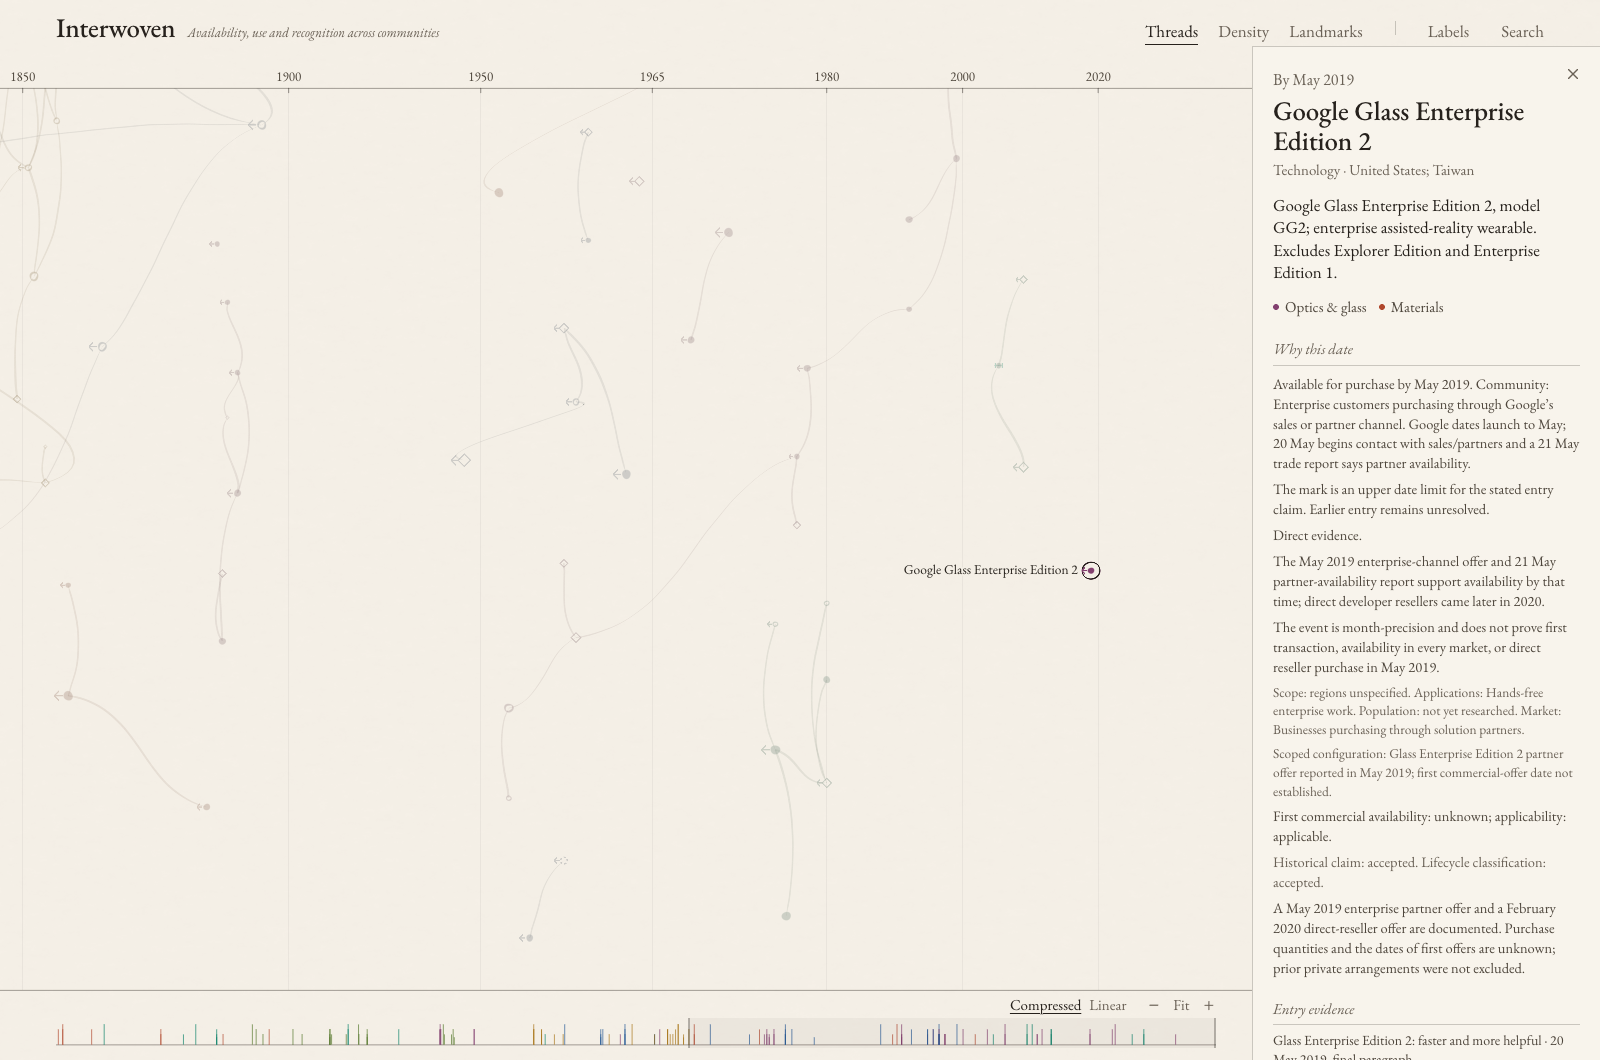 Interwoven Availability, use and recognition across communities
Threads Density Landmarks Labels Search
1850 1900 1950 1965 1980 2000 2020
Google Glass Enterprise Edition 2
Compressed Linear − Fit +
×
By May 2019
Google Glass Enterprise
Edition 2
Technology · United States; Taiwan
Google Glass Enterprise Edition 2, model
GG2; enterprise assisted-reality wearable.
Excludes Explorer Edition and Enterprise
Edition 1.
Optics & glass Materials
Why this date
Available for purchase by May 2019. Community:
Enterprise customers purchasing through Google’s
sales or partner channel. Google dates launch to May;
20 May begins contact with sales/partners and a 21 May
trade report says partner availability.
The mark is an upper date limit for the stated entry
claim. Earlier entry remains unresolved.
Direct evidence.
The May 2019 enterprise-channel offer and 21 May
partner-availability report support availability by that
time; direct developer resellers came later in 2020.
The event is month-precision and does not prove first
transaction, availability in every market, or direct
reseller purchase in May 2019.
Scope: regions unspecified. Applications: Hands-free
enterprise work. Population: not yet researched. Market:
Businesses purchasing through solution partners.
Scoped configuration: Glass Enterprise Edition 2 partner
offer reported in May 2019; first commercial-offer date not
established.
First commercial availability: unknown; applicability:
applicable.
Historical claim: accepted. Lifecycle classification:
accepted.
A May 2019 enterprise partner offer and a February
2020 direct-reseller offer are documented. Purchase
quantities and the dates of first offers are unknown;
prior private arrangements were not excluded.
Entry evidence
Glass Enterprise Edition 2: faster and more helpful · 20
May 2019, final paragraph